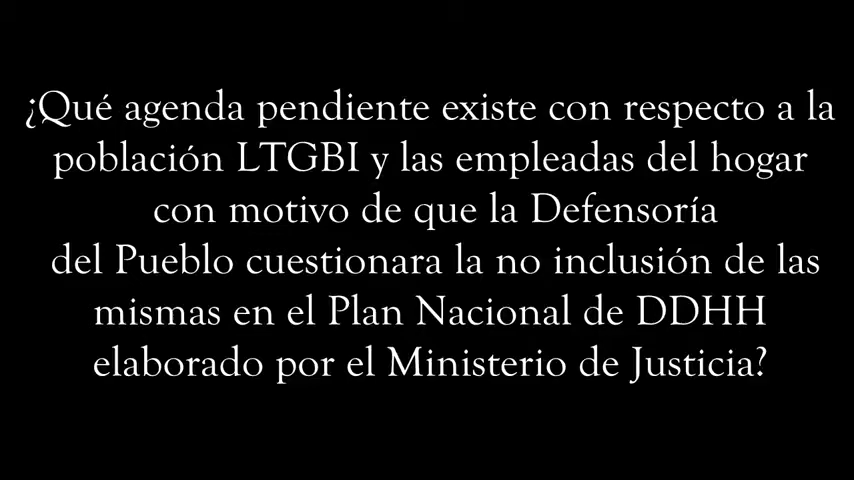 ¿Qué agenda pendiente existe con respecto a la
población LTGBI y las empleadas del hogar
con motivo de que la Defensoría
del Pueblo cuestionara la no inclusión de las
mismas en el Plan Nacional de DDHH
elaborado por el Ministerio de Justicia?